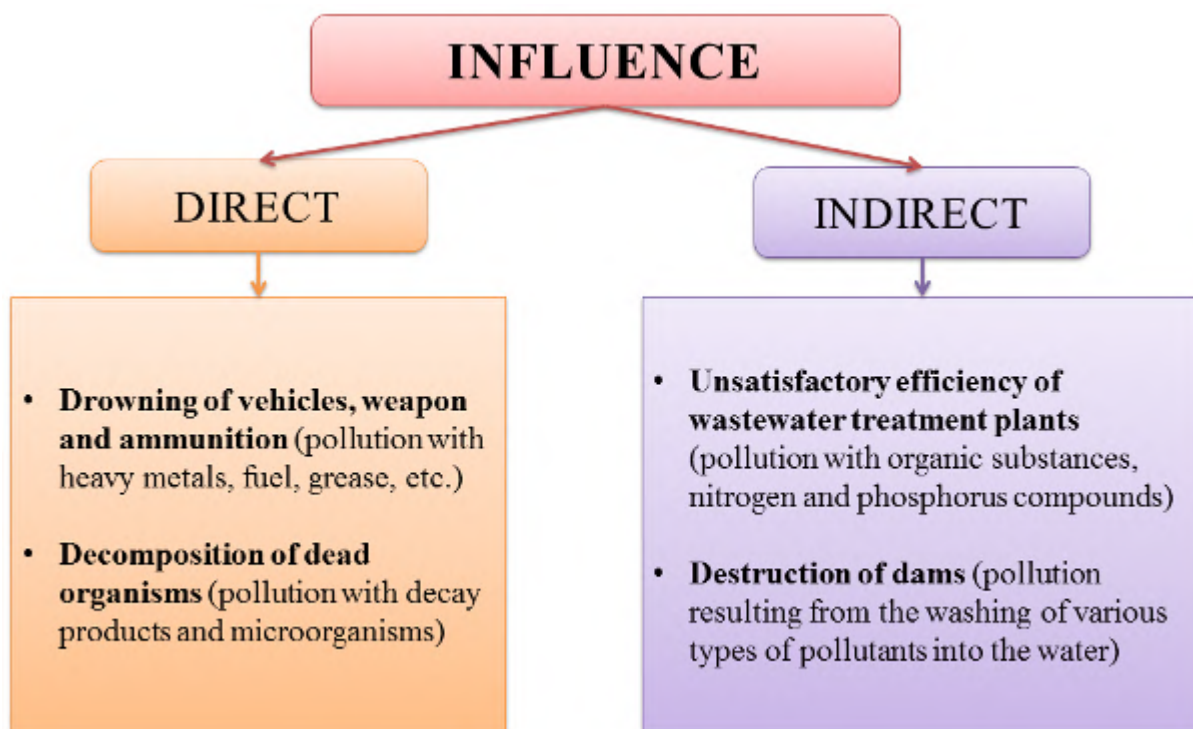 INFLUENCE
DIRECT
INDIRECT
• Drowning of vehicles, weapon
and ammunition (pollution with
heavy metals, fuel, grease, etc.)
• Decomposition of dead
organisms (pollution with decay
products and microorganisms)
• Unsatisfactory efficiency of
wastewater treatment plants
(pollution with organic substances,
nitrogen and phosphorus compounds)
• Destruction of dams (pollution
resulting from the washing of various
types of pollutants into the water)